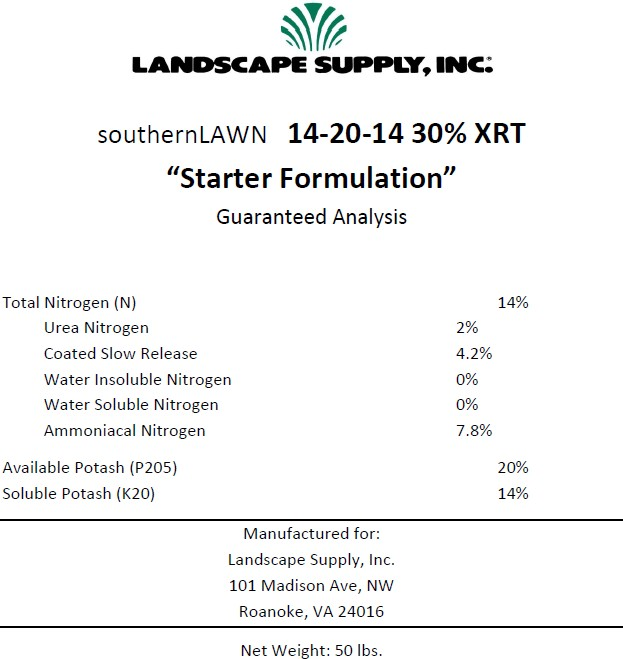 LANDSCAPE SUPPLY, INC.
southernLAWN 14-20-14 30% XRT
“Starter Formulation”
Guaranteed Analysis
Total Nitrogen (N) 14%
Urea Nitrogen 2%
Coated Slow Release 4.2%
Water Insoluble Nitrogen 0%
Water Soluble Nitrogen 0%
Ammoniacal Nitrogen 7.8%
Available Potash (P205) 20%
Soluble Potash (K20) 14%
Manufactured for:
Landscape Supply, Inc.
101 Madison Ave, NW
Roanoke, VA 24016
Net Weight: 50 lbs.